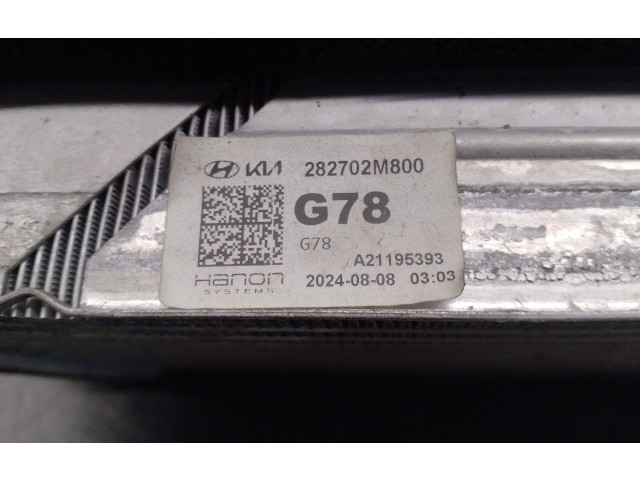 KIA 282702M800
G78
G78
A21195393
Hanon 2024-08-08 03:03
SYSTEMS